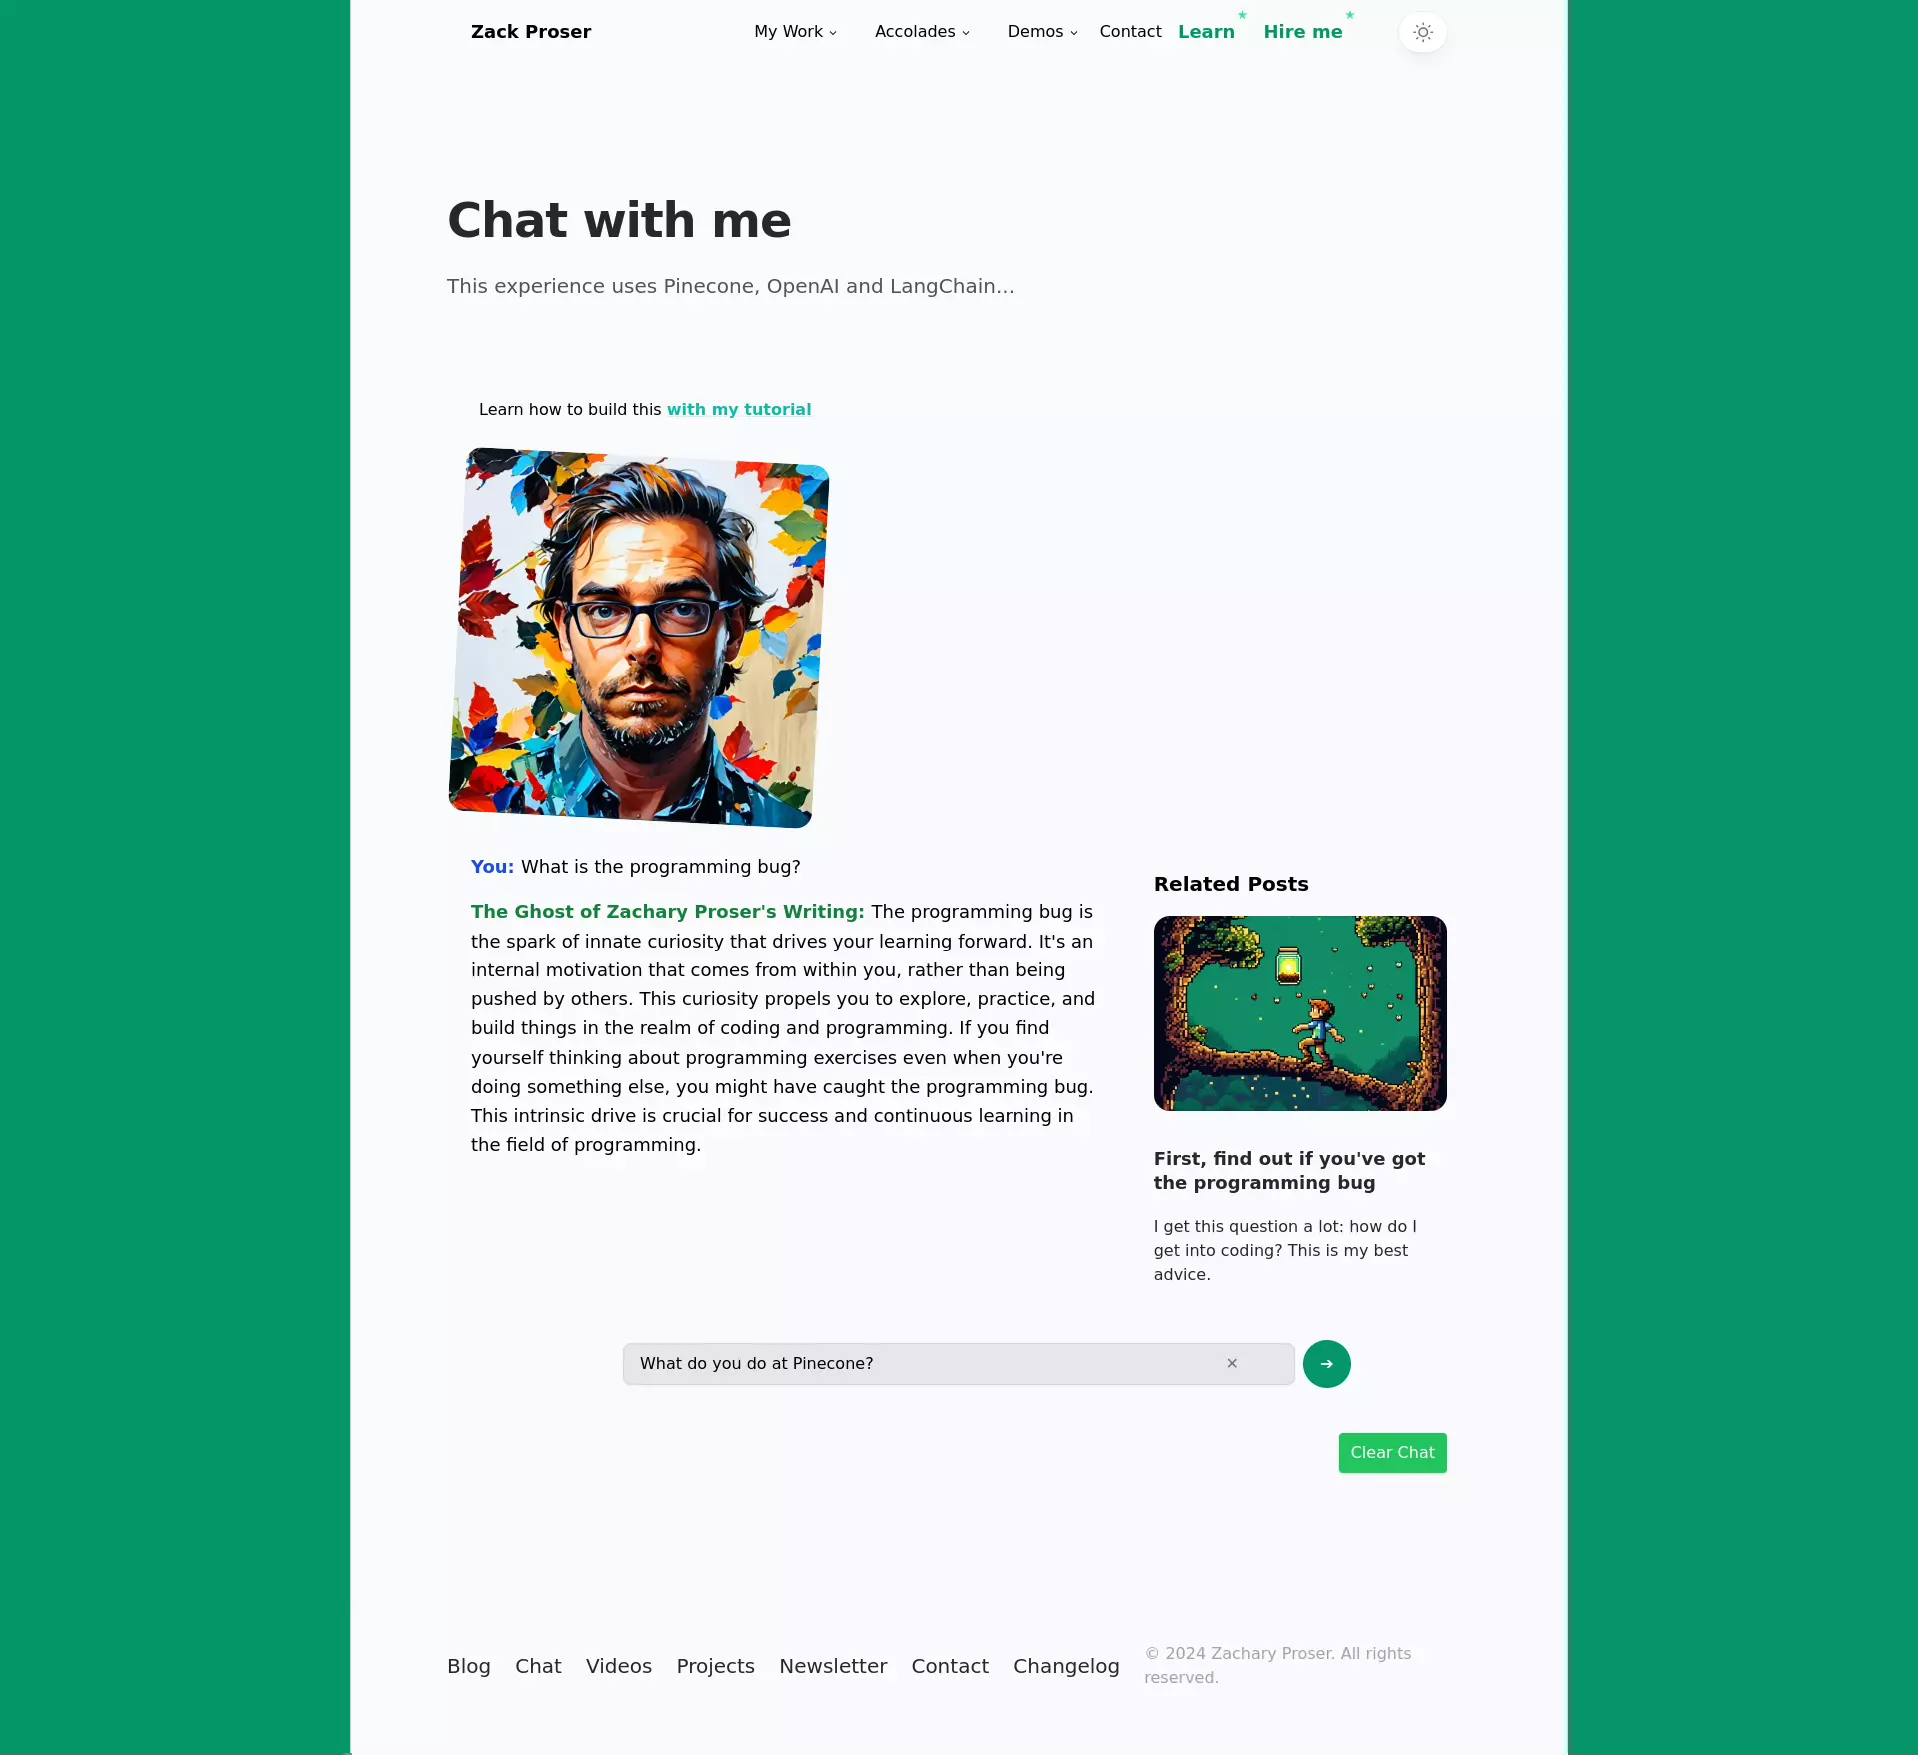 Zack Proser
My Work
Accolades
Demos
Contact
Learn
Hire me
Chat with me
This experience uses Pinecone, OpenAI and LangChain...
Learn how to build this with my tutorial
You: What is the programming bug?
The Ghost of Zachary Proser's Writing: The programming bug is
the spark of innate curiosity that drives your learning forward. It's an
internal motivation that comes from within you, rather than being
pushed by others. This curiosity propels you to explore, practice, and
build things in the realm of coding and programming. If you find
yourself thinking about programming exercises even when you're
doing something else, you might have caught the programming bug.
This intrinsic drive is crucial for success and continuous learning in
the field of programming.
Related Posts
First, find out if you've got
the programming bug
I get this question a lot: how do I
get into coding? This is my best
advice.
What do you do at Pinecone?
Clear Chat
Blog
Chat
Videos
Projects
Newsletter
Contact
Changelog
© 2024 Zachary Proser. All rights
reserved.